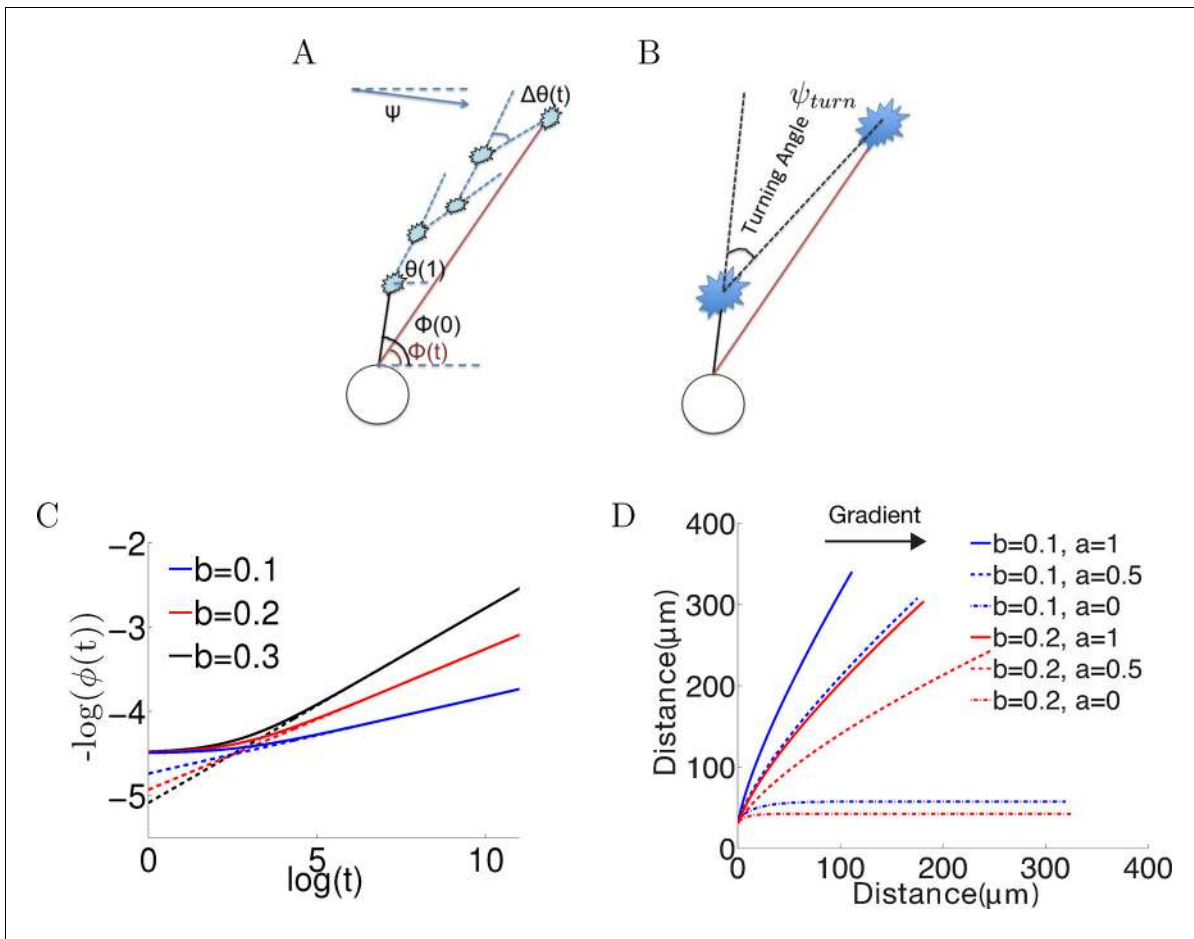 A
Ψ
Δθ(t)
θ(1)
Φ(0)
Φ(t)
B
ψturn
Turning Angle
C
-log(ϕ(t))
−2
−3
−4
−5
b=0.1
b=0.2
b=0.3
0 5 10
log(t)
D
Distance(μm)
400
300
200
100
0
Gradient
b=0.1, a=1
b=0.1, a=0.5
b=0.1, a=0
b=0.2, a=1
b=0.2, a=0.5
b=0.2, a=0
0 100 200 300 400
Distance(μm)